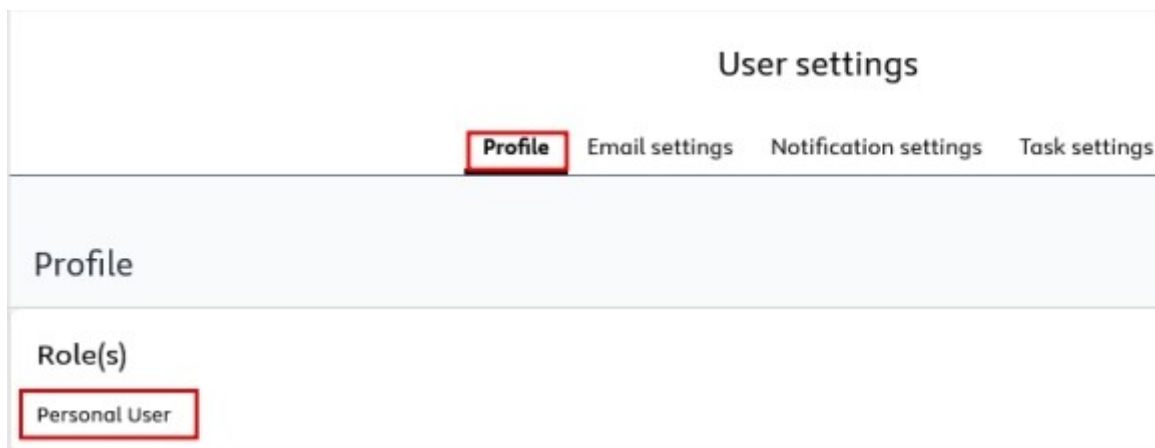 User settings
Profile Email settings Notification settings Task settings
Profile
Role(s)
Personal User